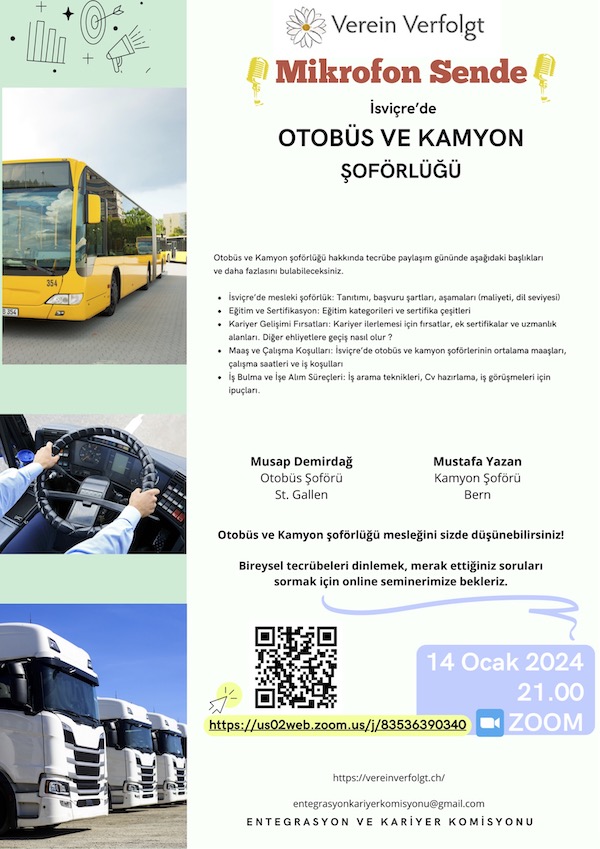 Verein Verfolgt
Mikrofon Sende
İsviçre’de
OTOBÜS VE KAMYON
ŞOFÖRLÜĞÜ
Otobüs ve Kamyon şoförlüğü hakkında tecrübe paylaşım gününde aşağıdaki başlıkları
ve daha fazlasını bulabileceksiniz.
• İsviçre’de mesleki şoförlük: Tanıtımı, başvuru şartları, aşamaları (maliyeti, dil seviyesi)
• Eğitim ve Sertifikasyon: Eğitim kategorileri ve sertifika çeşitleri
• Kariyer Gelişimi Fırsatları: Kariyer ilerlemesi için fırsatlar, ek sertifikalar ve uzmanlık
alanları. Diğer ehliyetlere geçiş nasıl olur ?
• Maaş ve Çalışma Koşulları: İsviçre’de otobüs ve kamyon şoförlerinin ortalama maaşları,
çalışma saatleri ve iş koşulları
• İş Bulma ve İşe Alım Süreçleri: İş arama teknikleri, Cv hazırlama, iş görüşmeleri için
ipuçları.
Musap Demirdağ
Otobüs Şoförü
St. Gallen
Mustafa Yazan
Kamyon Şoförü
Bern
Otobüs ve Kamyon şoförlüğü mesleğini sizde düşünebilirsiniz!
Bireysel tecrübeleri dinlemek, merak ettiğiniz soruları
sormak için online seminerimize bekleriz.
14 Ocak 2024
21.00
ZOOM
https://us02web.zoom.us/j/83536390340
https://vereinverfolgt.ch/
entegrasyonkariyerkomisyonu@gmail.com
ENTEGRASYON VE KARİYER KOMİSYONU
354